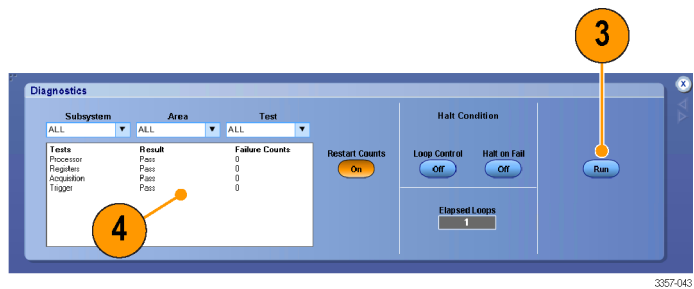 3
Diagnostics
X
Subsystem Area Test
ALL ALL ALL
Halt Condition
Tests Result Failure Counts
Processor Pass 0
Registers Pass 0
Acquisition Pass 0
Trigger Pass 0
Restart Counts
On
Loop Control Halt on Fail
Off Off
Run
Elapsed Loops
1
4
3357-043